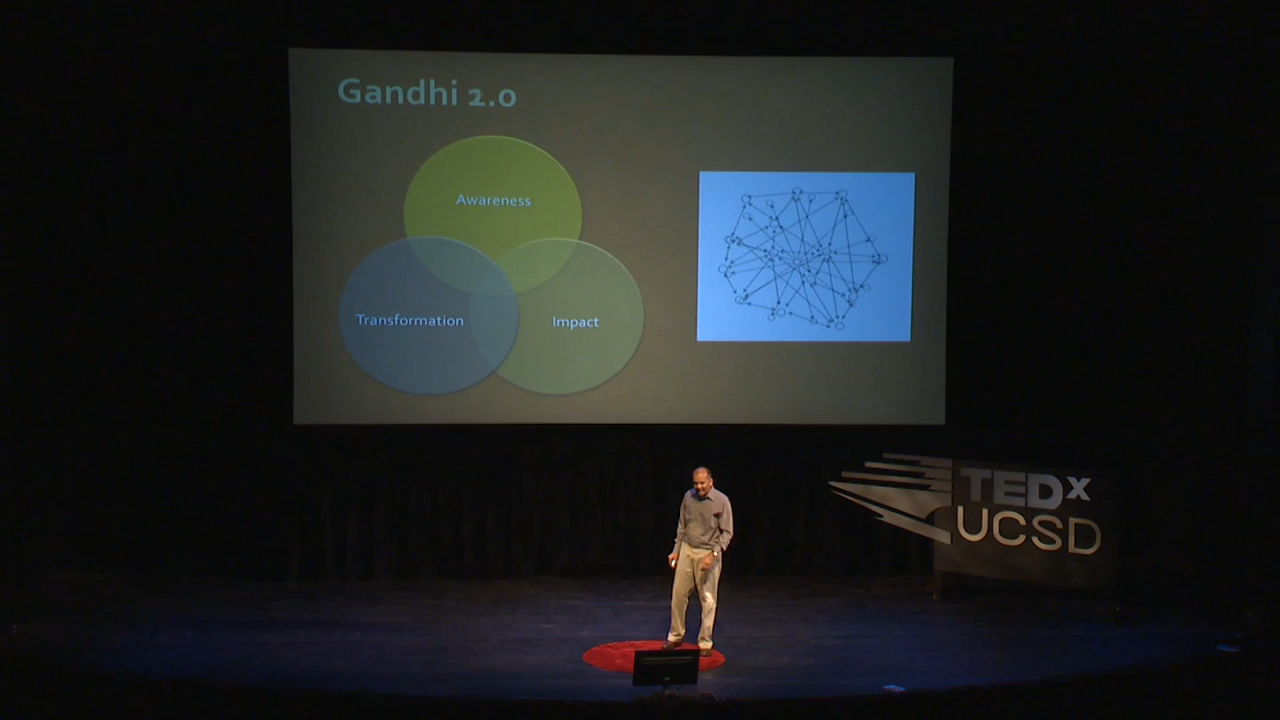 Gandhi 2.0
Awareness
Transformation
Impact
TEDx
UCSD